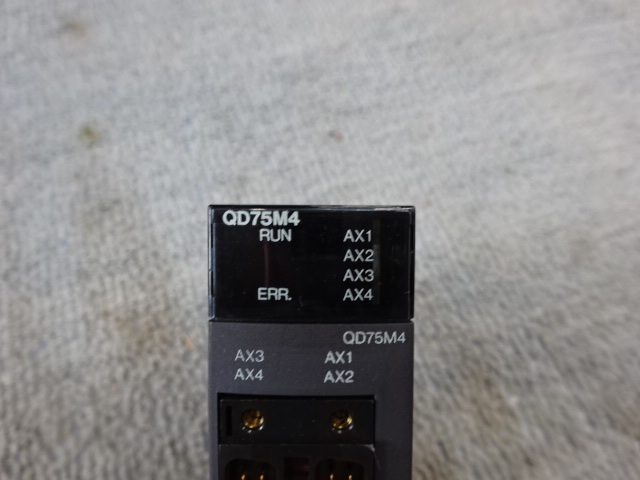 QD75M4
RUN AX1
AX2
AX3
ERR. AX4
QD75M4
AX3 AX1
AX4 AX2